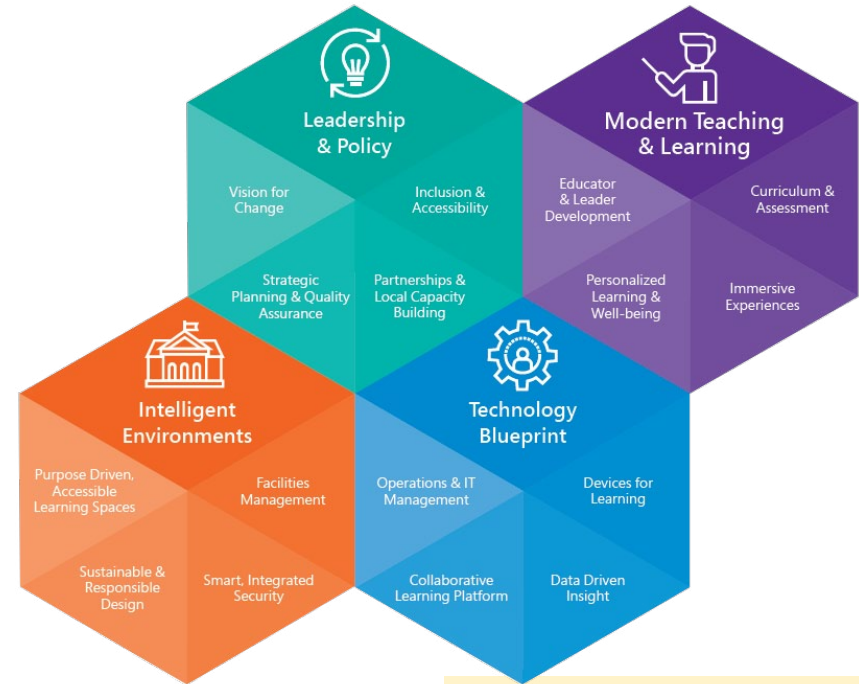 Leadership
& Policy
Vision for
Change
Inclusion &
Accessibility
Strategic
Planning & Quality
Assurance
Partnerships &
Local Capacity
Building
Modern Teaching
& Learning
Educator
& Leader
Development
Curriculum &
Assessment
Personalized
Learning &
Well-being
Immersive
Experiences
Intelligent
Environments
Purpose Driven,
Accessible
Learning Spaces
Facilities
Management
Sustainable &
Responsible
Design
Smart, Integrated
Security
Technology
Blueprint
Operations & IT
Management
Devices for
Learning
Collaborative
Learning Platform
Data Driven
Insight